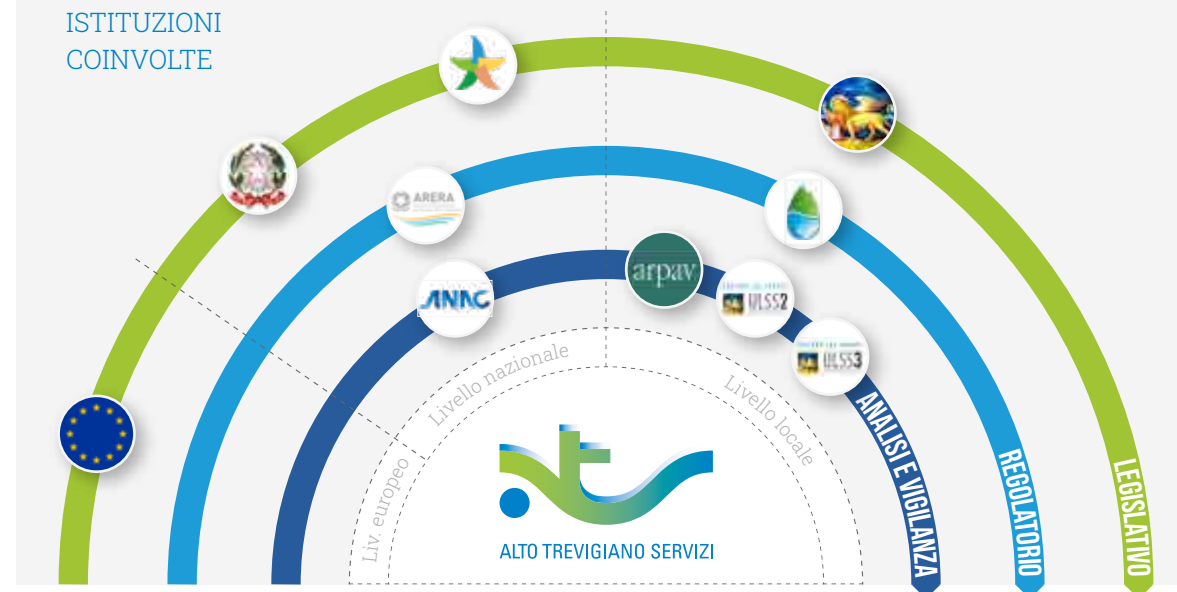 ISTITUZIONI
COINVOLTE
ARERA
ANAC
arpav
ULSS2
ULSS3
Liv. europeo
Livello nazionale
Livello locale
ANALISI E VIGILANZA
REGOLATORIO
LEGISLATIVO
ALTO TREVIGIANO SERVIZI